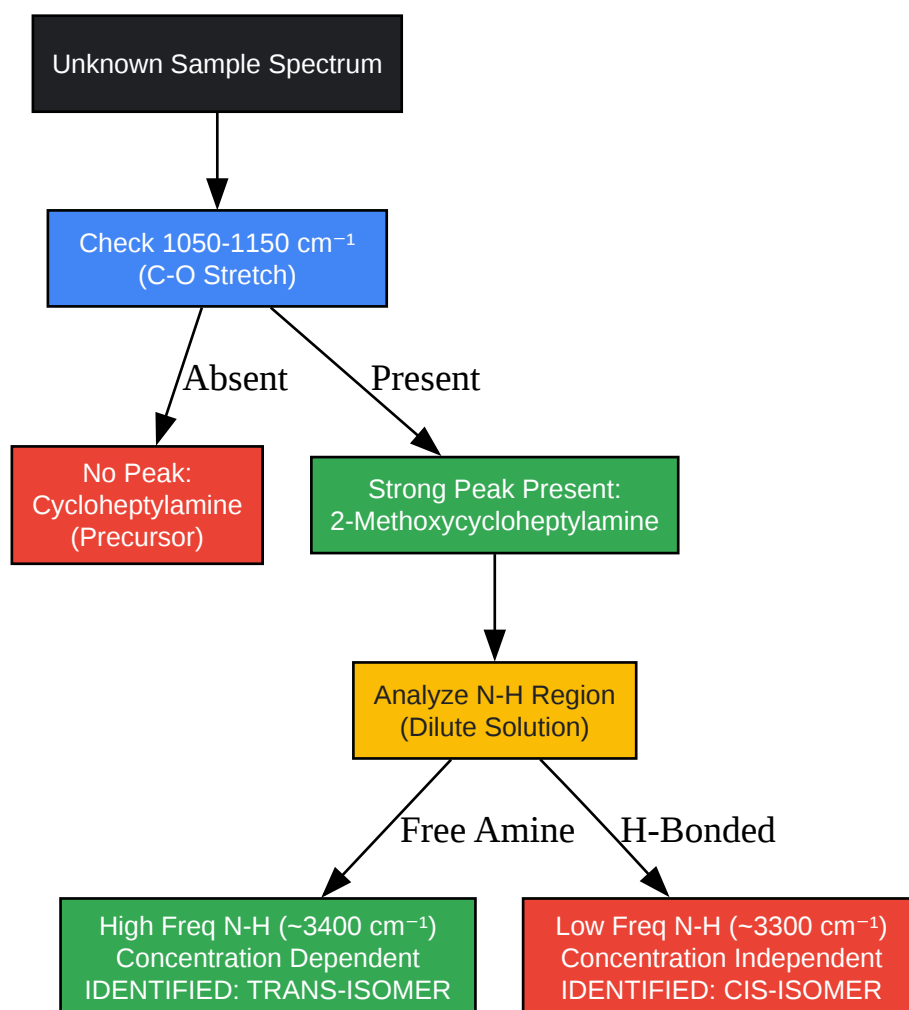 Unknown Sample Spectrum
Check 1050-1150 cm⁻¹
(C-O Stretch)
Absent
Present
No Peak:
Cycloheptylamine
(Precursor)
Strong Peak Present:
2-Methoxycycloheptylamine
Analyze N-H Region
(Dilute Solution)
Free Amine
H-Bonded
High Freq N-H (~3400 cm⁻¹)
Concentration Dependent
IDENTIFIED: TRANS-ISOMER
Low Freq N-H (~3300 cm⁻¹)
Concentration Independent
IDENTIFIED: CIS-ISOMER